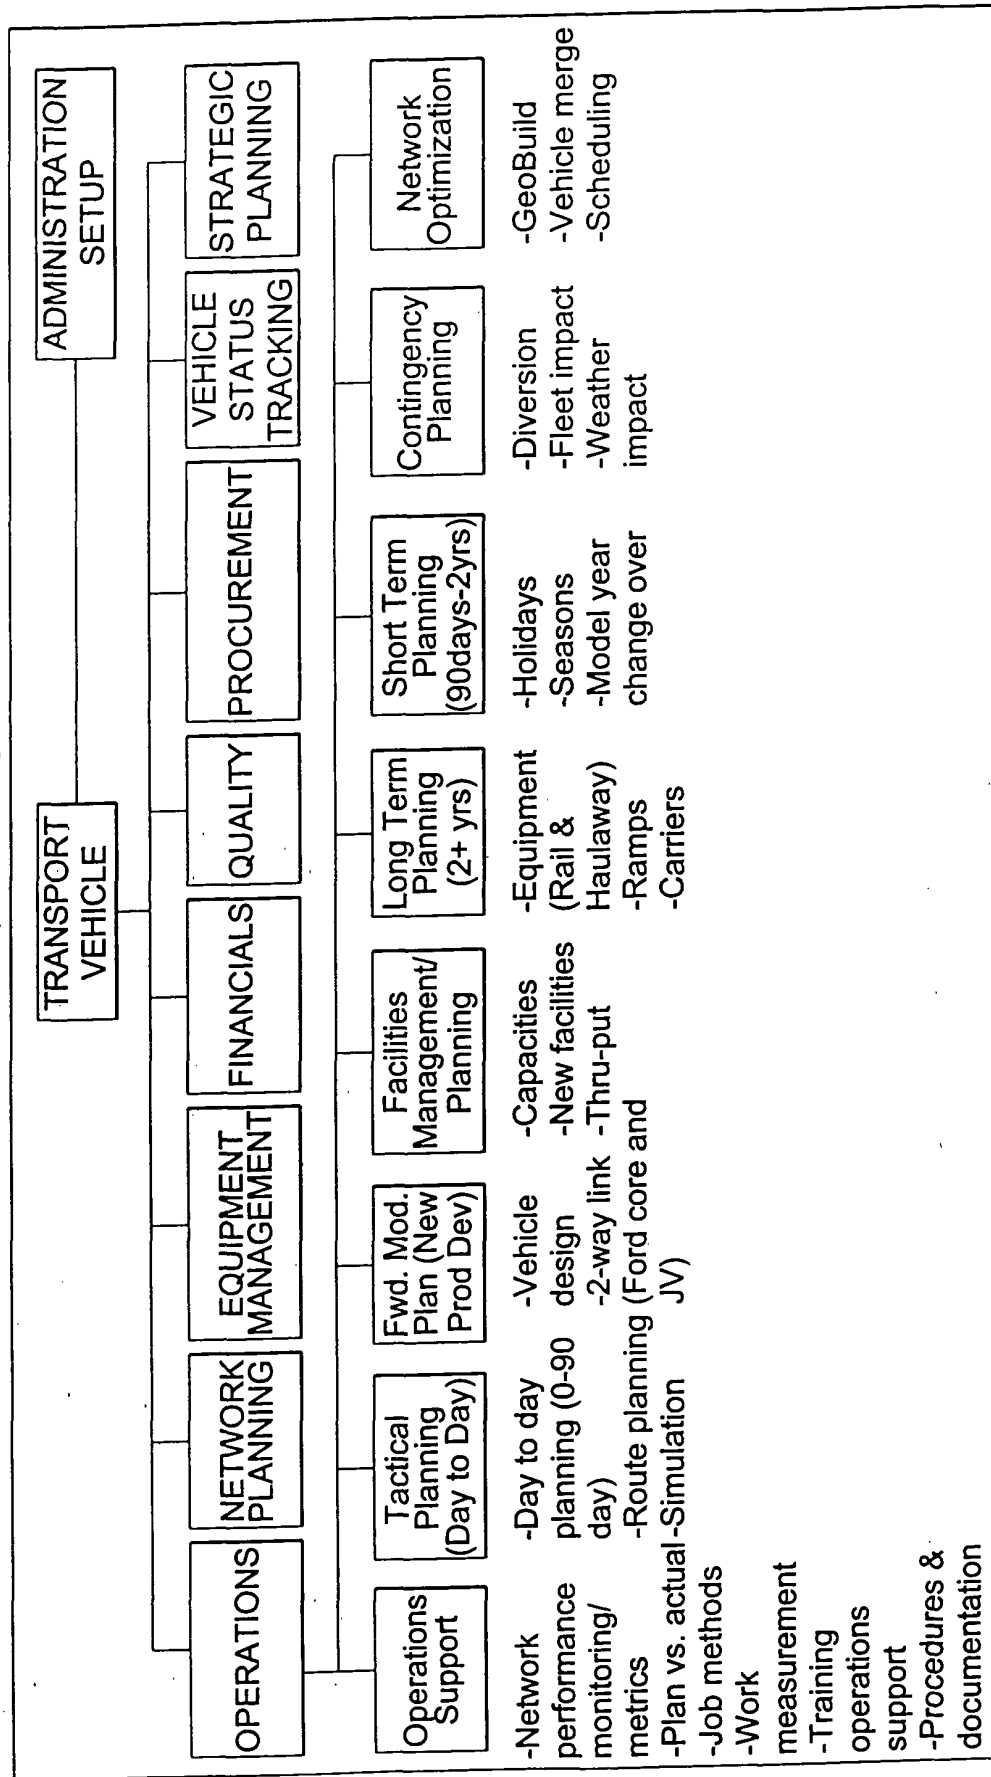 TRANSPORT
VEHICLE
ADMINISTRATION
SETUP
OPERATIONS
NETWORK
PLANNING
EQUIPMENT
MANAGEMENT
FINANCIALS
QUALITY
PROCUREMENT
VEHICLE
STATUS
TRACKING
STRATEGIC
PLANNING
Operations
Support
Tactical
Planning
(Day to Day)
Fwd. Mod.
Plan (New
Prod Dev)
Facilities
Management/
Planning
Long Term
Planning
(2+ yrs)
Short Term
Planning
(90days-2yrs)
Contingency
Planning
Network
Optimization
-Network
performance
monitoring/
metrics
-Plan vs. actual
-Job methods
-Work
measurement
-Training
operations
support
-Procedures &
documentation
-Day to day
planning (0-90
day)
-Route planning
-Simulation
-Vehicle
design
-2-way link
(Ford core and
JV)
-Capacities
-New facilities
-Thru-put
-Equipment
(Rail &
Haulaway)
-Ramps
-Carriers
-Holidays
-Seasons
-Model year
change over
-Diversion
-Fleet impact
-Weather
impact
-GeoBuild
-Vehicle merge
-Scheduling